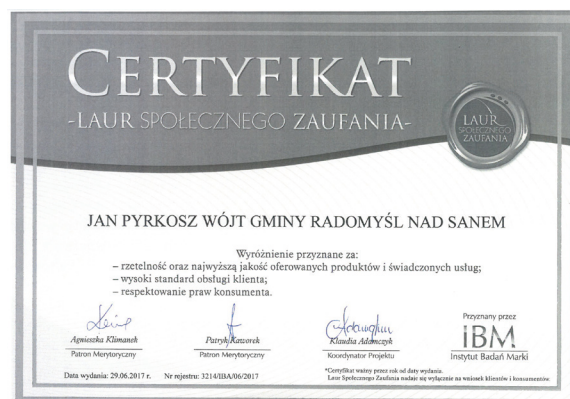 CERTYFIKAT
-LAUR SPOŁECZNEGO ZAUFANIA-
LAUR
SPOŁECZNEGO
ZAUFANIA
JAN PYRKOSZ WÓJT GMINY RADOMYŚL NAD SANEM
Wyróżnienie przyznane za:
– rzetelność oraz najwyższą jakość oferowanych produktów i świadczonych usług;
– wysoki standard obsługi klienta;
– respektowanie praw konsumenta.
Agnieszka Klimanek
Patron Merytoryczny
Patryk Kaworek
Patron Merytoryczny
Klaudia Adamczyk
Koordynator Projektu
Przyznany przez
IBM
Instytut Badań Marki
Data wydania: 29.06.2017 r. Nr rejestru: 3214/IBA/06/2017
*Certyfikat ważny przez rok od daty wydania.
Laur Społecznego Zaufania nadaje się wyłącznie na wniosek klientów i konsumentów.